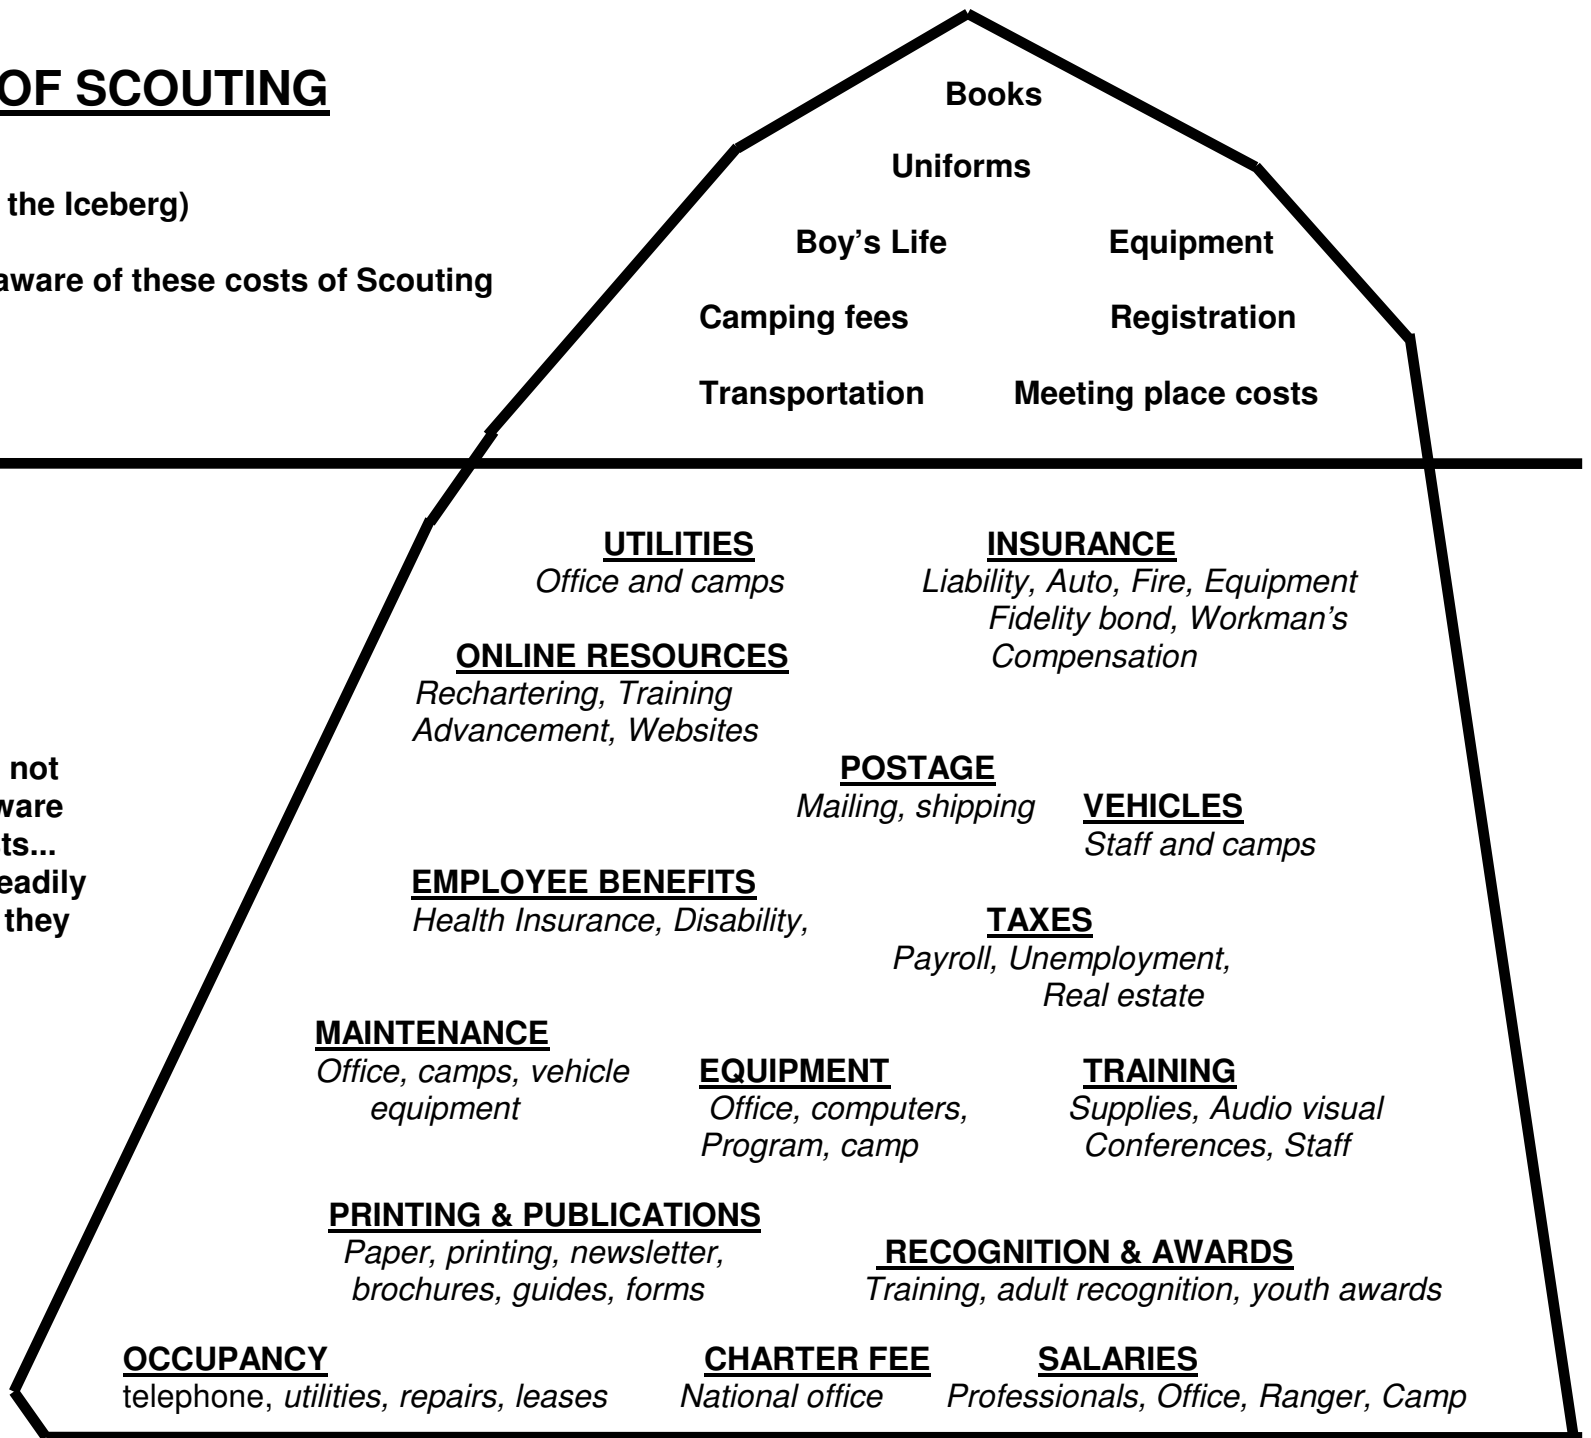 OF SCOUTING
the Iceberg)
aware of these costs of Scouting
Books
Uniforms
Boy's Life Equipment
Camping fees Registration
Transportation Meeting place costs
UTILITIES
Office and camps
INSURANCE
Liability, Auto, Fire, Equipment
Fidelity bond, Workman's
Compensation
ONLINE RESOURCES
Rechartering, Training
Advancement, Websites
not
ts...
they
POSTAGE
Mailing, shipping
VEHICLES
Staff and camps
EMPLOYEE BENEFITS
Health Insurance, Disability,
TAXES
Payroll, Unemployment,
Real estate
MAINTENANCE
Office, camps, vehicle
equipment
EQUIPMENT
Office, computers,
Program, camp
TRAINING
Supplies, Audio visual
Conferences, Staff
PRINTING & PUBLICATIONS
Paper, printing, newsletter,
brochures, guides, forms
RECOGNITION & AWARDS
Training, adult recognition, youth awards
OCCUPANCY
telephone, utilities, repairs, leases
CHARTER FEE
National office
SALARIES
Professionals, Office, Ranger, Camp